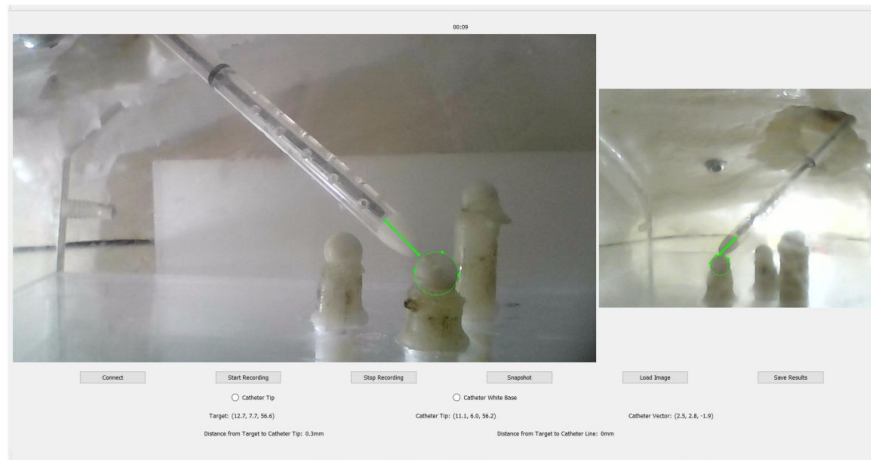 00:09
Connect
Start Recording
Stop Recording
Snapshot
Load Image
Save Results
Catheter Tip
Catheter White Base
Target: (12.7, 7.7, 56.6)
Catheter Tip: (11.1, 6.0, 56.2)
Catheter Vector: (2.5, 2.8, -1.9)
Distance from Target to Catheter Tip: 0.3mm
Distance from Target to Catheter Line: 0mm